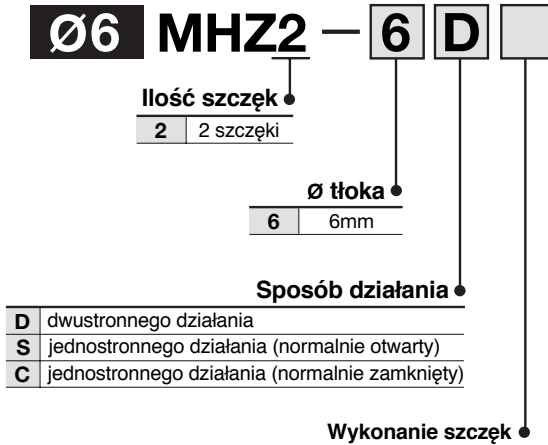 Ø6 MHZ2 — 6 D
Ilość szczęk
2 2 szczęki
Ø tłoka
6 6mm
Sposób działania
D dwustronnego działania
S jednostronnego działania (normalnie otwarty)
C jednostronnego działania (normalnie zamknięty)
Wykonanie szczęk